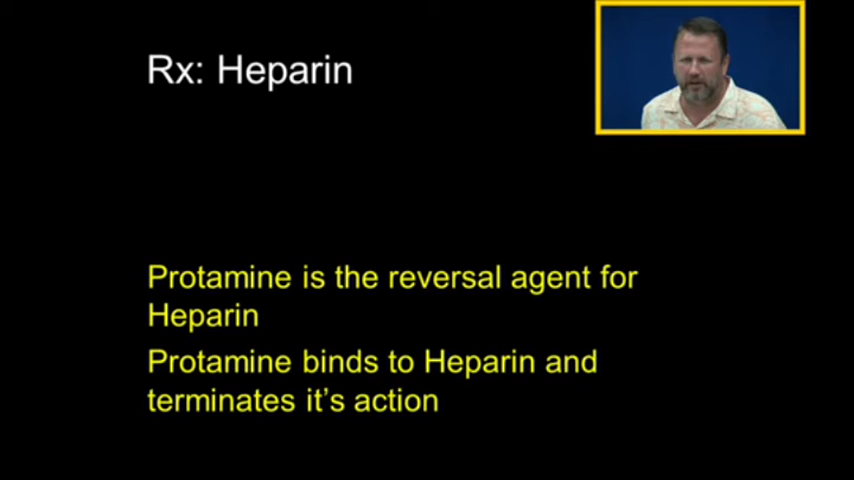 Rx: Heparin
Protamine is the reversal agent for
Heparin
Protamine binds to Heparin and
terminates it’s action